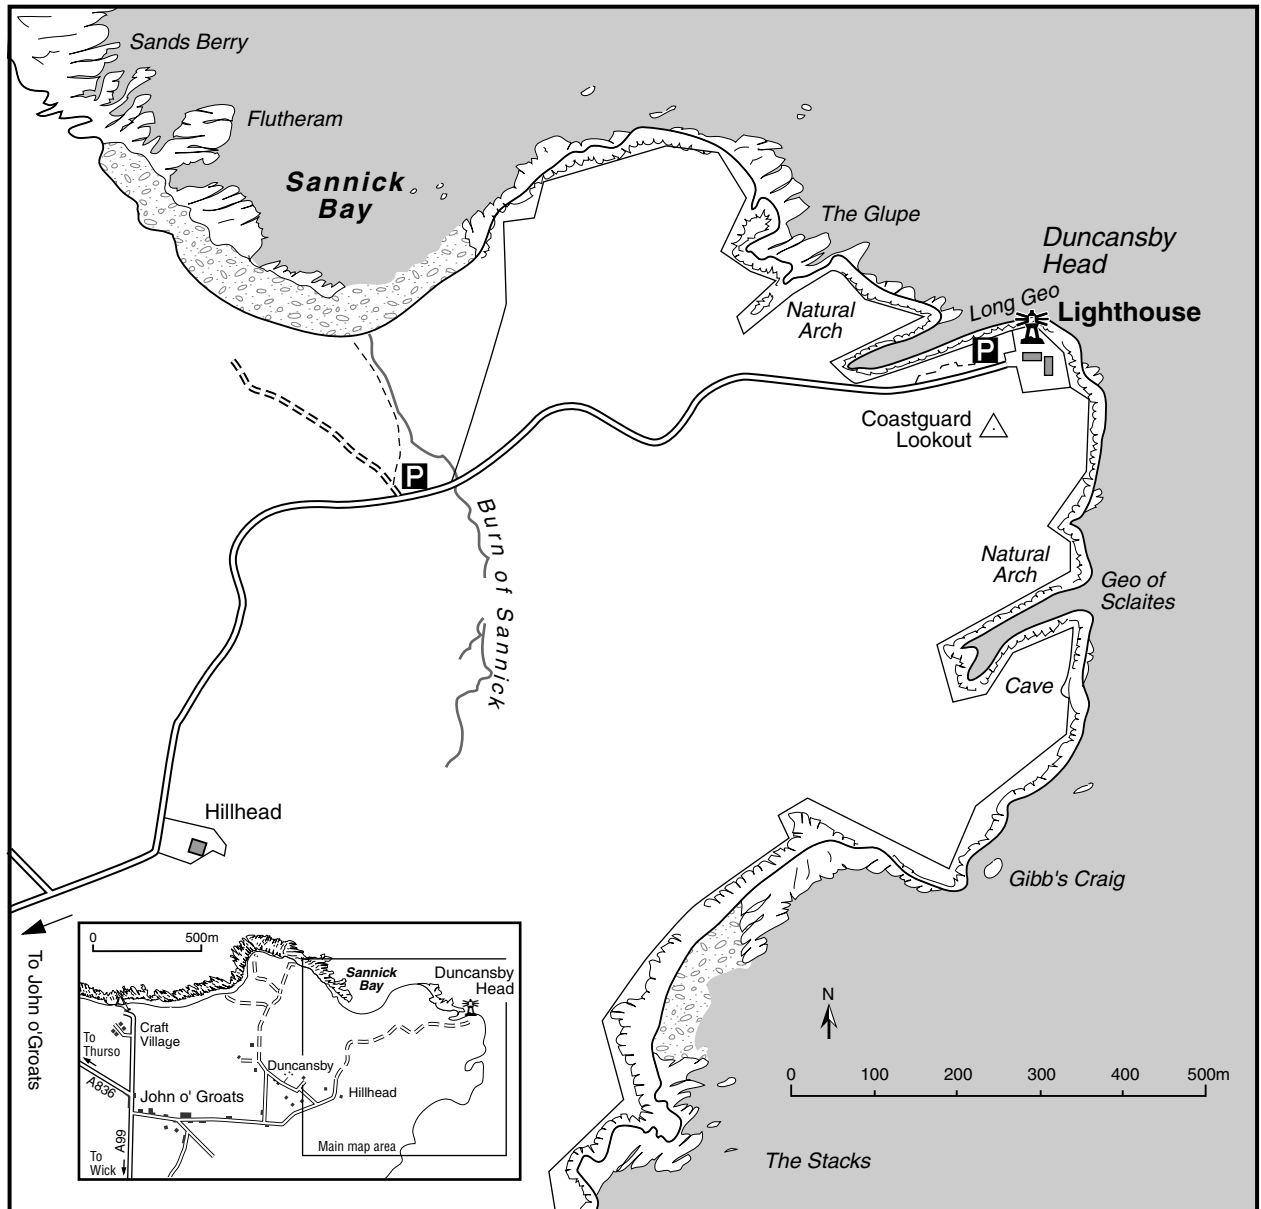 Sands Berry
Flutheram
Sannick
Bay
The Glupe
Duncansby
Head
Long Geo
Lighthouse
Natural
Arch
P
Coastguard
Lookout
P
Burn of Sannick
Natural
Arch
Geo of
Sclaites
Cave
Hillhead
Gibb's Craig
To John o'Groats
0 500m
Sannick
Bay
Duncansby
Head
Craft
Village
To
Thurso
A836
Duncansby
John o' Groats
Hillhead
A99
To
Wick
Main map area
N
0 100 200 300 400 500m
The Stacks